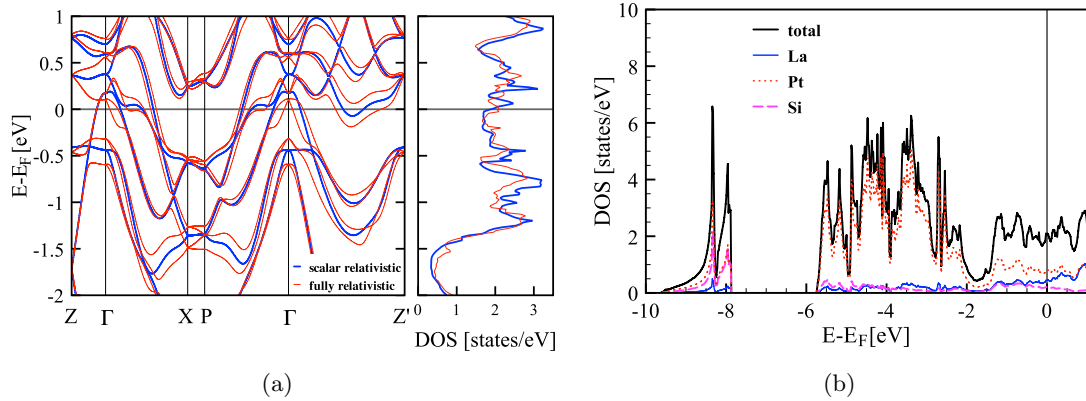 1
0.5
0
-0.5
-1
-1.5
-2
E-E_F [eV]
scalar relativistic
fully relativistic
Z Γ X P Γ Z'
0 1 2 3
DOS [states/eV]
(a)
10
8
6
4
2
0
DOS [states/eV]
total
La
Pt
Si
-10 -8 -6 -4 -2 0
E-E_F[eV]
(b)